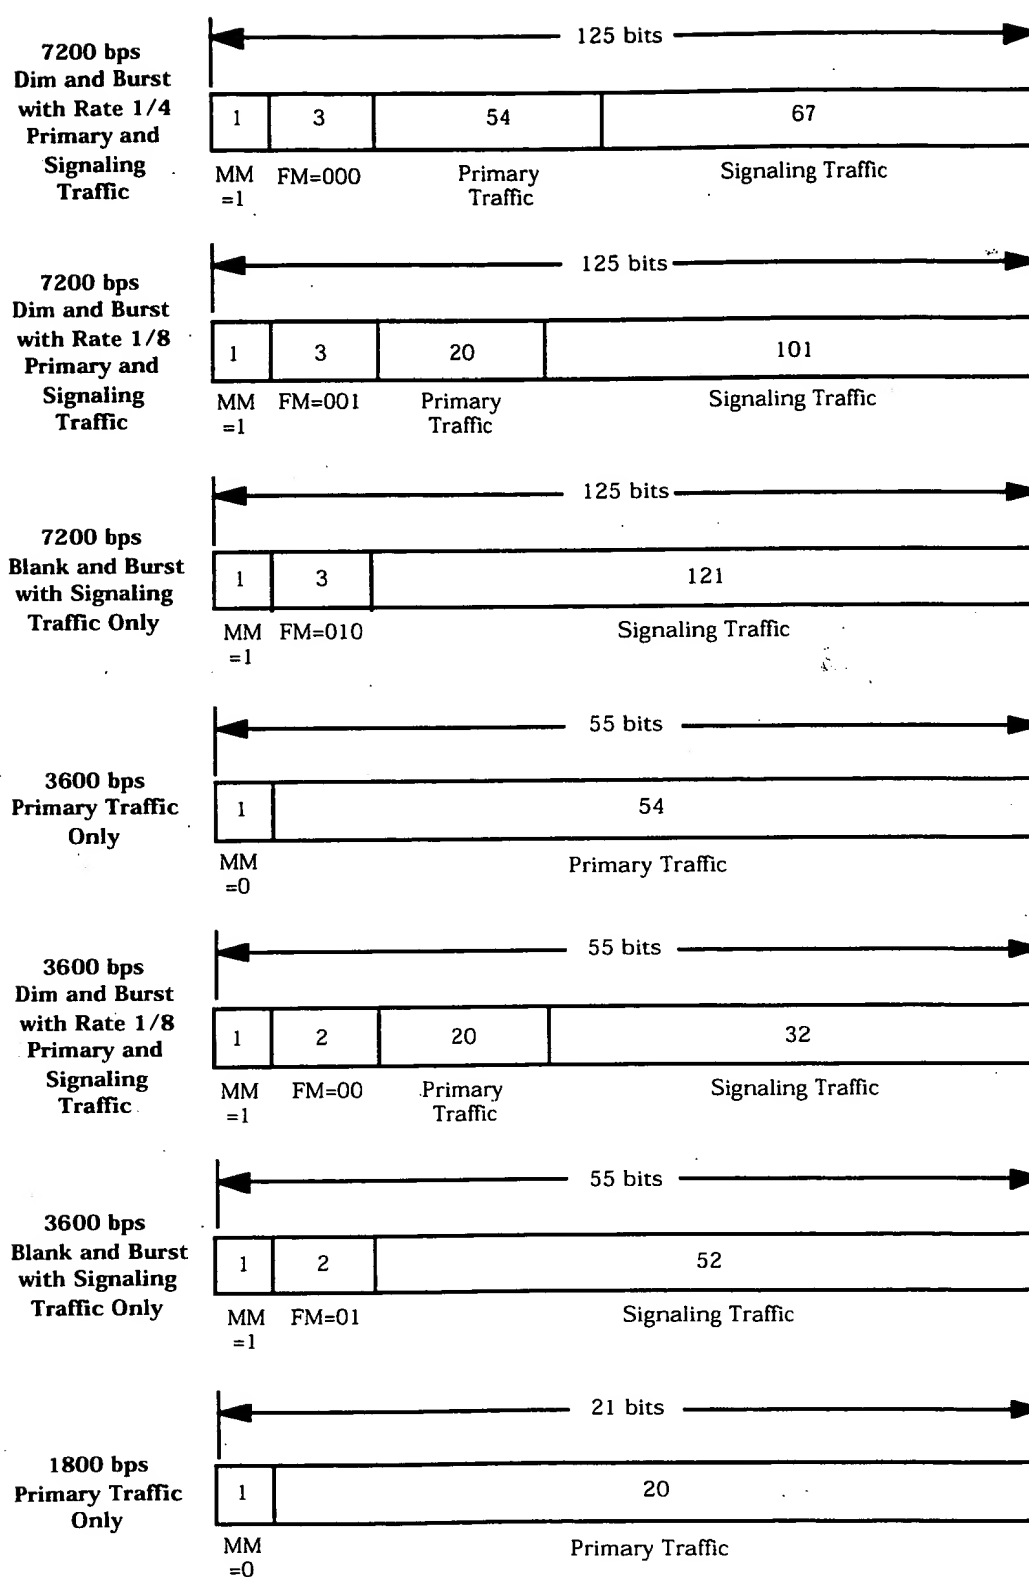 7200 bps
Dim and Burst
with Rate 1/4
Primary and
Signaling
Traffic
125 bits
1 3 54 67
MM
=1
FM=000
Primary
Traffic
Signaling Traffic
7200 bps
Dim and Burst
with Rate 1/8
Primary and
Signaling
Traffic
125 bits
1 3 20 101
MM
=1
FM=001
Primary
Traffic
Signaling Traffic
7200 bps
Blank and Burst
with Signaling
Traffic Only
125 bits
1 3 121
MM
=1
FM=010
Signaling Traffic
3600 bps
Primary Traffic
Only
55 bits
1 54
MM
=0
Primary Traffic
3600 bps
Dim and Burst
with Rate 1/8
Primary and
Signaling
Traffic
55 bits
1 2 20 32
MM
=1
FM=00
Primary
Traffic
Signaling Traffic
3600 bps
Blank and Burst
with Signaling
Traffic Only
55 bits
1 2 52
MM
=1
FM=01
Signaling Traffic
1800 bps
Primary Traffic
Only
21 bits
1 20
MM
=0
Primary Traffic